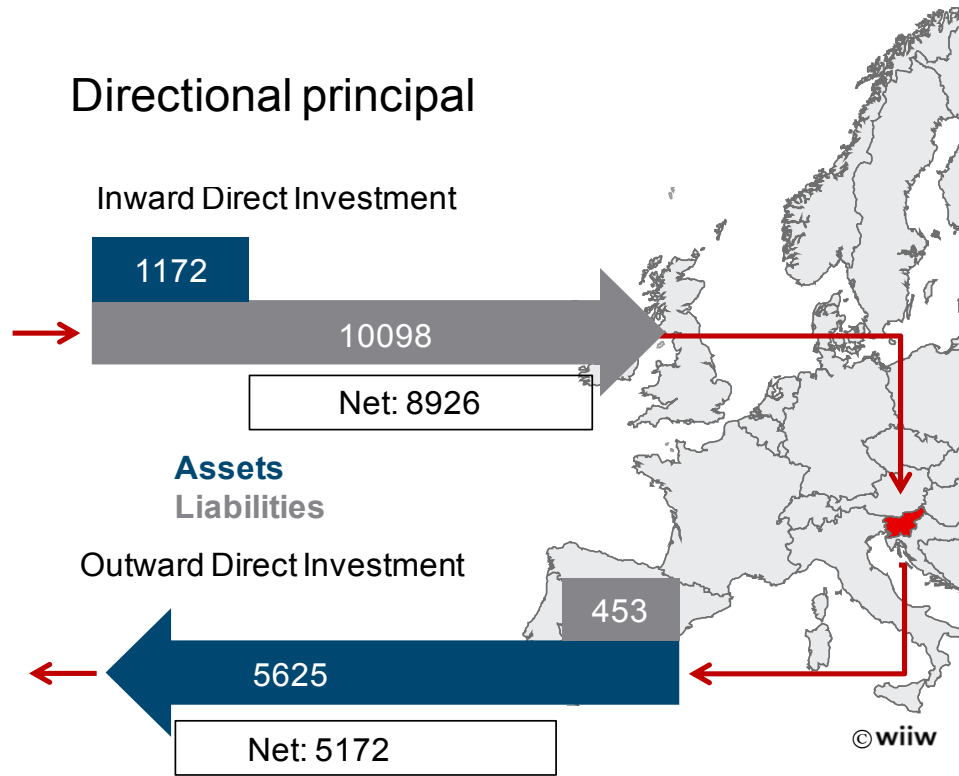 Directional principal
Inward Direct Investment
1172
10098
Net: 8926
Assets
Liabilities
Outward Direct Investment
453
5625
Net: 5172
© wiiw